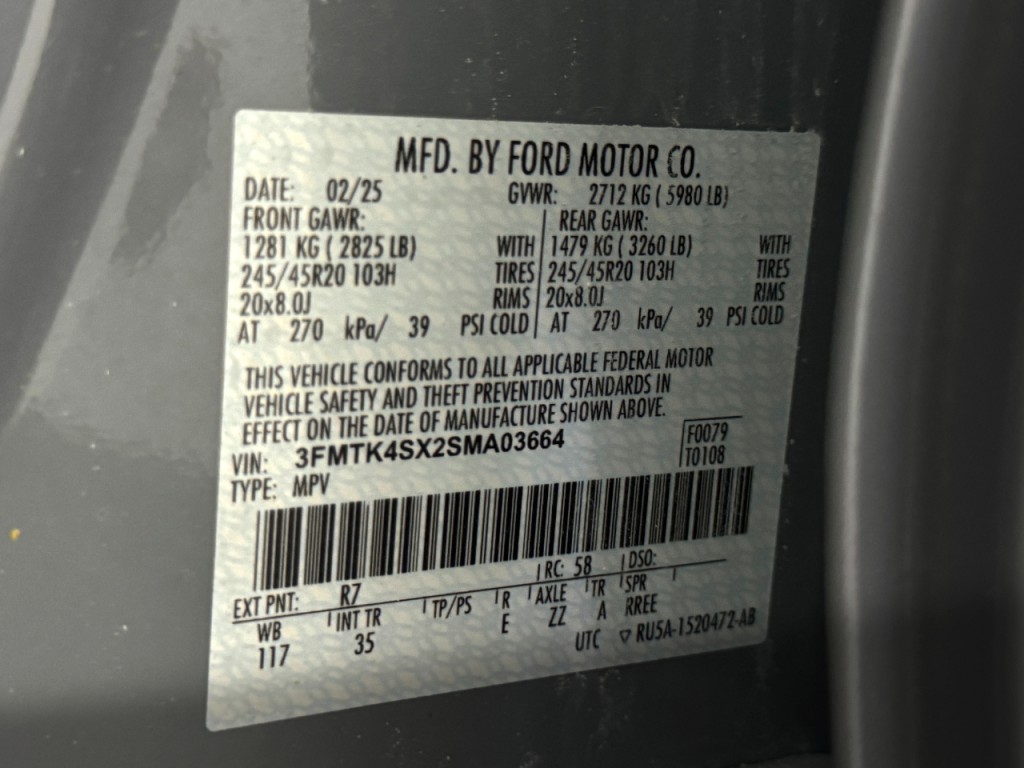 MFD. BY FORD MOTOR CO.
DATE: 02/25 GVWR: 2712 KG ( 5980 LB)
FRONT GAWR: REAR GAWR:
1281 KG ( 2825 LB) WITH 1479 KG ( 3260 LB) WITH
245/45R20 103H TIRES 245/45R20 103H TIRES
20x8.0J RIMS 20x8.0J RIMS
AT 270 kPa/ 39 PSI COLD AT 270 kPa/ 39 PSI COLD
THIS VEHICLE CONFORMS TO ALL APPLICABLE FEDERAL MOTOR
VEHICLE SAFETY AND THEFT PREVENTION STANDARDS IN
EFFECT ON THE DATE OF MANUFACTURE SHOWN ABOVE.
VIN: 3FMTK4SX2SMA03664 F0079
TYPE: MPV T0108
EXT PNT: R7 RC: 58 DSO:
WB INT TR TP/PS R AXLE TR SPR
117 35 E ZZ A RREE
UTC ▽ RU5A-1520472-AB